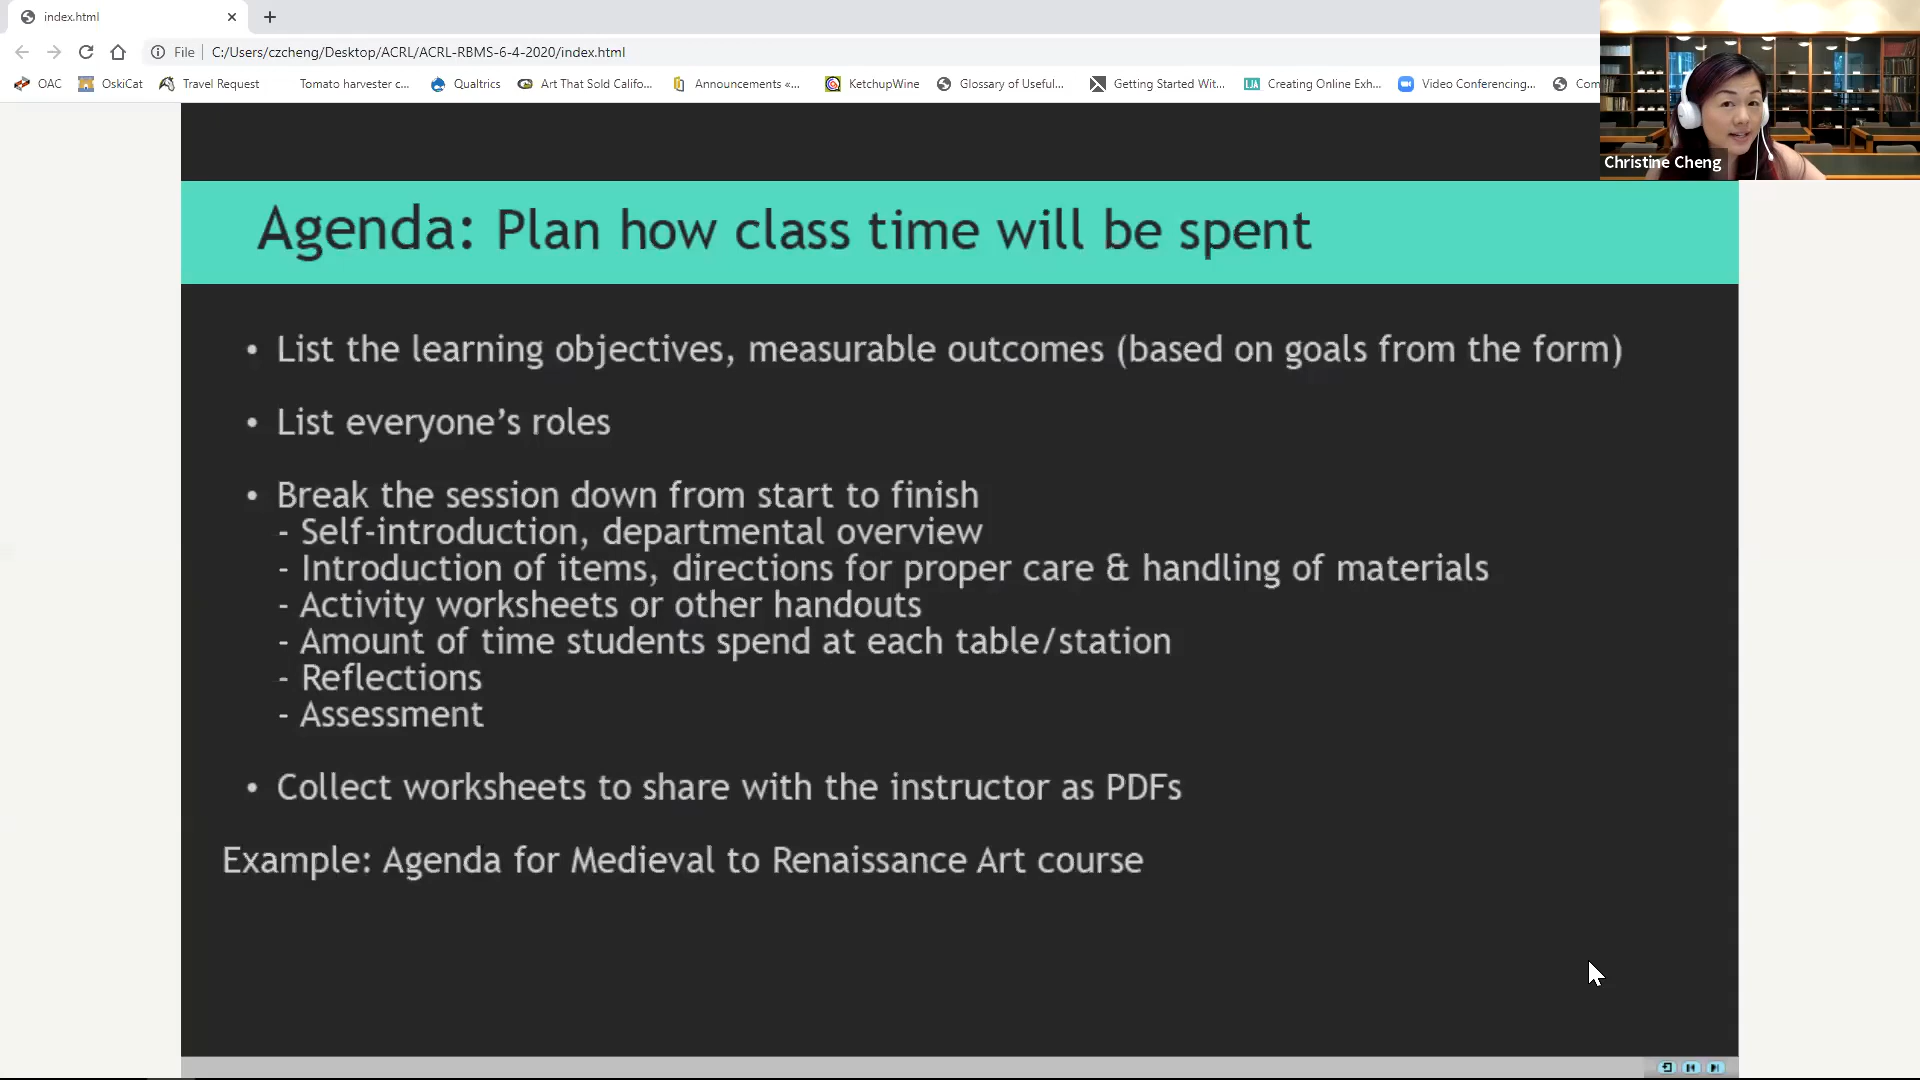 index.html
File C:/Users/czcheng/Desktop/ACRL/ACRL-RBMS-6-4-2020/index.html
OAC OskiCat Travel Request Tomato harvester c... Qualtrics Art That Sold Califo... Announcements «... KetchupWine Glossary of Useful... Getting Started Wit... Creating Online Exh... Video Conferencing... Com
Christine Cheng
Agenda: Plan how class time will be spent
• List the learning objectives, measurable outcomes (based on goals from the form)
• List everyone’s roles
• Break the session down from start to finish
- Self-introduction, departmental overview
- Introduction of items, directions for proper care & handling of materials
- Activity worksheets or other handouts
- Amount of time students spend at each table/station
- Reflections
- Assessment
• Collect worksheets to share with the instructor as PDFs
Example: Agenda for Medieval to Renaissance Art course